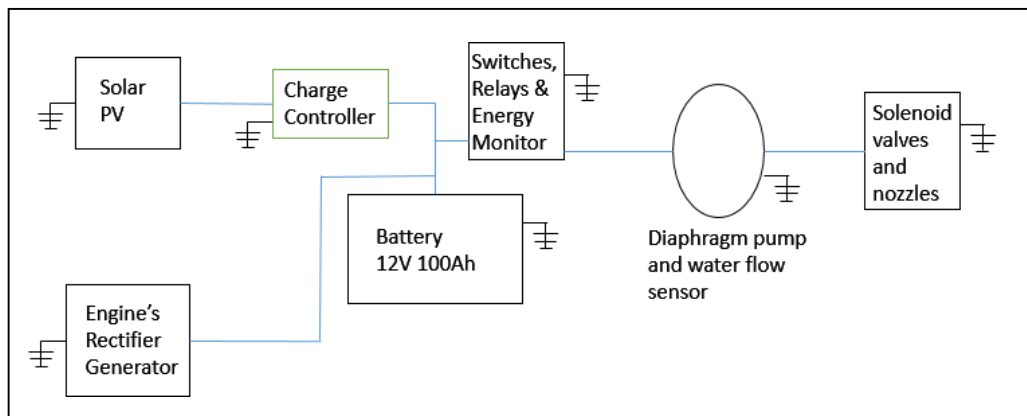 Solar
PV
Charge
Controller
Switches,
Relays &
Energy
Monitor
Solenoid
valves
and
nozzles
Battery
12V 100Ah
Diaphragm pump
and water flow
sensor
Engine's
Rectifier
Generator